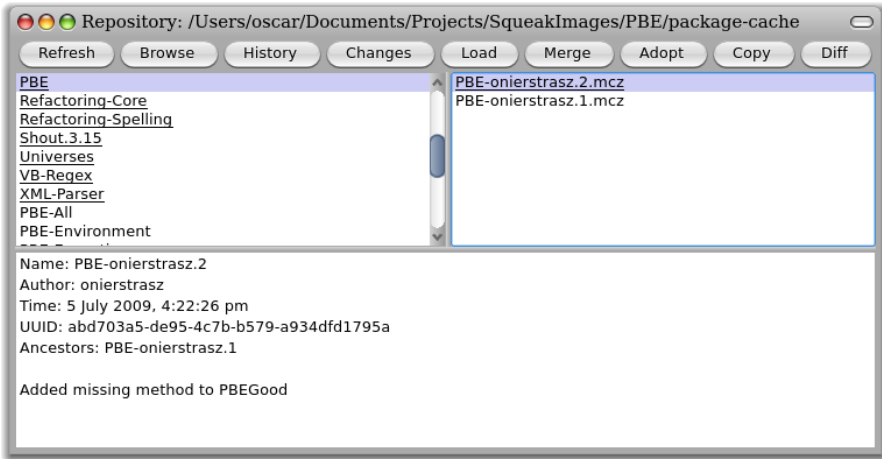 Repository: /Users/oscar/Documents/Projects/SqueakImages/PBE/package-cache
Refresh Browse History Changes Load Merge Adopt Copy Diff
PBE
Refactoring-Core
Refactoring-Spelling
Shout.3.15
Universes
VB-Regex
XML-Parser
PBE-All
PBE-Environment
PBE-onierstrasz.2.mcz
PBE-onierstrasz.1.mcz
Name: PBE-onierstrasz.2
Author: onierstrasz
Time: 5 July 2009, 4:22:26 pm
UUID: abd703a5-de95-4c7b-b579-a934dfd1795a
Ancestors: PBE-onierstrasz.1
Added missing method to PBEGood